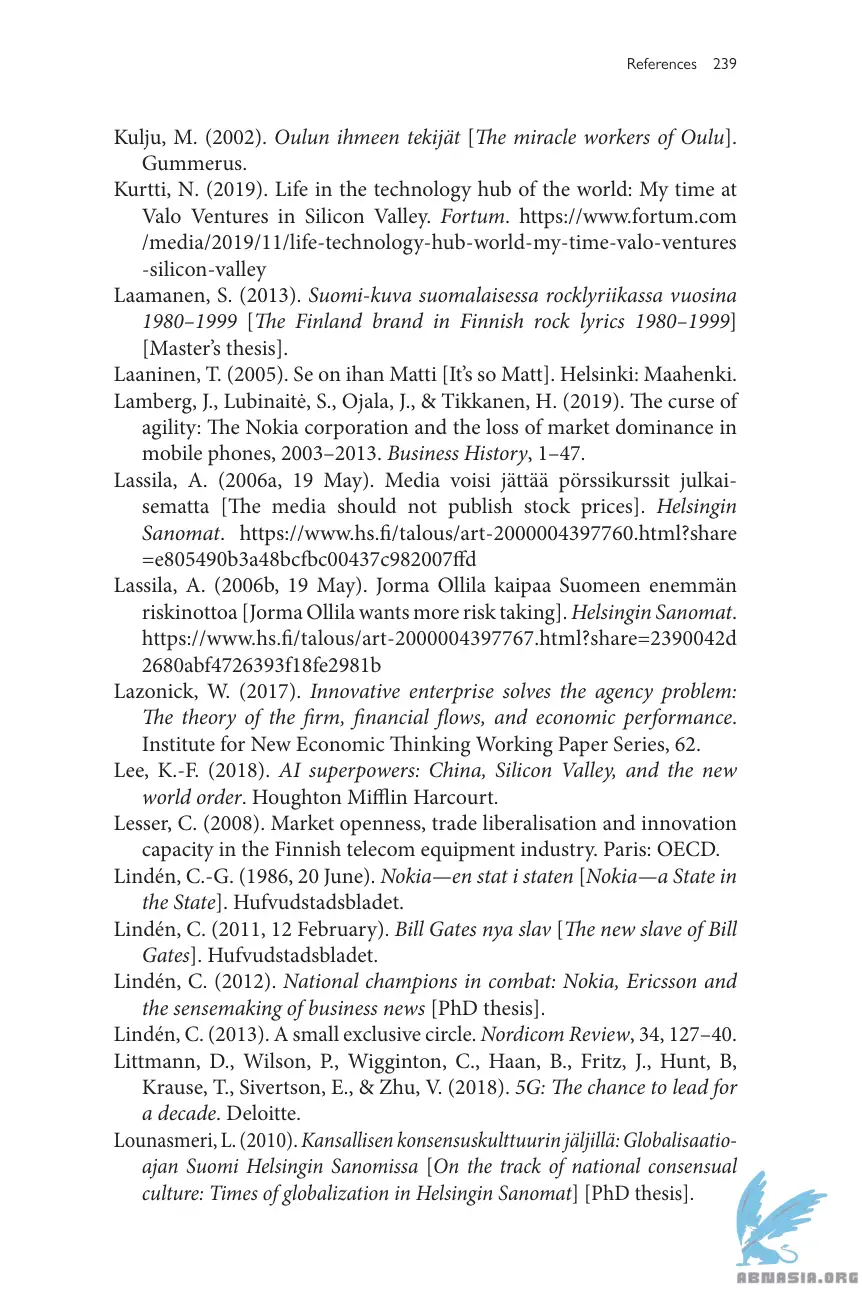 References 239
Kulju, M. (2002). Oulun ihmeen tekijät [The miracle workers of Oulu].
Gummerus.
Kurtti, N. (2019). Life in the technology hub of the world: My time at
Valo Ventures in Silicon Valley. Fortum. https://www.fortum.com
/media/2019/11/life-technology-hub-world-my-time-valo-ventures
-silicon-valley
Laamanen, S. (2013). Suomi-kuva suomalaisessa rocklyriikassa vuosina
1980–1999 [The Finland brand in Finnish rock lyrics 1980–1999]
[Master’s thesis].
Laaninen, T. (2005). Se on ihan Matti [It’s so Matt]. Helsinki: Maahenki.
Lamberg, J., Lubinaitė, S., Ojala, J., & Tikkanen, H. (2019). The curse of
agility: The Nokia corporation and the loss of market dominance in
mobile phones, 2003–2013. Business History, 1–47.
Lassila, A. (2006a, 19 May). Media voisi jättää pörssikurssit julkai-
sematta [The media should not publish stock prices]. Helsingin
Sanomat. https://www.hs.fi/talous/art-2000004397760.html?share
=e805490b3a48bcfbc00437c982007ffd
Lassila, A. (2006b, 19 May). Jorma Ollila kaipaa Suomeen enemmän
riskinottoa [Jorma Ollila wants more risk taking]. Helsingin Sanomat.
https://www.hs.fi/talous/art-2000004397767.html?share=2390042d
2680abf4726393f18fe2981b
Lazonick, W. (2017). Innovative enterprise solves the agency problem:
The theory of the firm, financial flows, and economic performance.
Institute for New Economic Thinking Working Paper Series, 62.
Lee, K.-F. (2018). AI superpowers: China, Silicon Valley, and the new
world order. Houghton Mifflin Harcourt.
Lesser, C. (2008). Market openness, trade liberalisation and innovation
capacity in the Finnish telecom equipment industry. Paris: OECD.
Lindén, C.-G. (1986, 20 June). Nokia—en stat i staten [Nokia—a State in
the State]. Hufvudstadsbladet.
Lindén, C. (2011, 12 February). Bill Gates nya slav [The new slave of Bill
Gates]. Hufvudstadsbladet.
Lindén, C. (2012). National champions in combat: Nokia, Ericsson and
the sensemaking of business news [PhD thesis].
Lindén, C. (2013). A small exclusive circle. Nordicom Review, 34, 127–40.
Littmann, D., Wilson, P., Wigginton, C., Haan, B., Fritz, J., Hunt, B,
Krause, T., Sivertson, E., & Zhu, V. (2018). 5G: The chance to lead for
a decade. Deloitte.
Lounasmeri, L. (2010). Kansallisen konsensuskulttuurin jäljillä: Globalisaatio-
ajan Suomi Helsingin Sanomissa [On the track of national consensual
culture: Times of globalization in Helsingin Sanomat] [PhD thesis].
ABNASIA.ORG